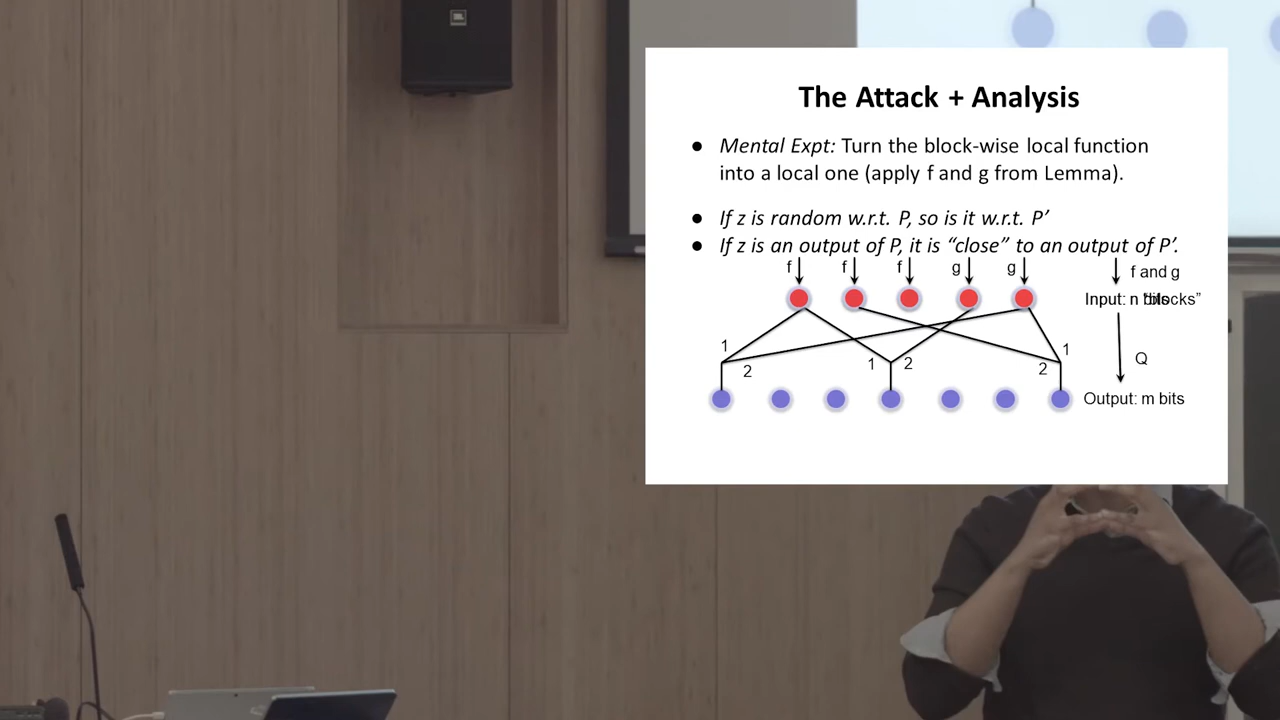 The Attack + Analysis
● Mental Expt: Turn the block-wise local function
into a local one (apply f and g from Lemma).
● If z is random w.r.t. P, so is it w.r.t. P’
● If z is an output of P, it is “close” to an output of P’.
f f f g g f and g
Input: n
1 1 2 2 1
2
Q
Output: m bits
JBL